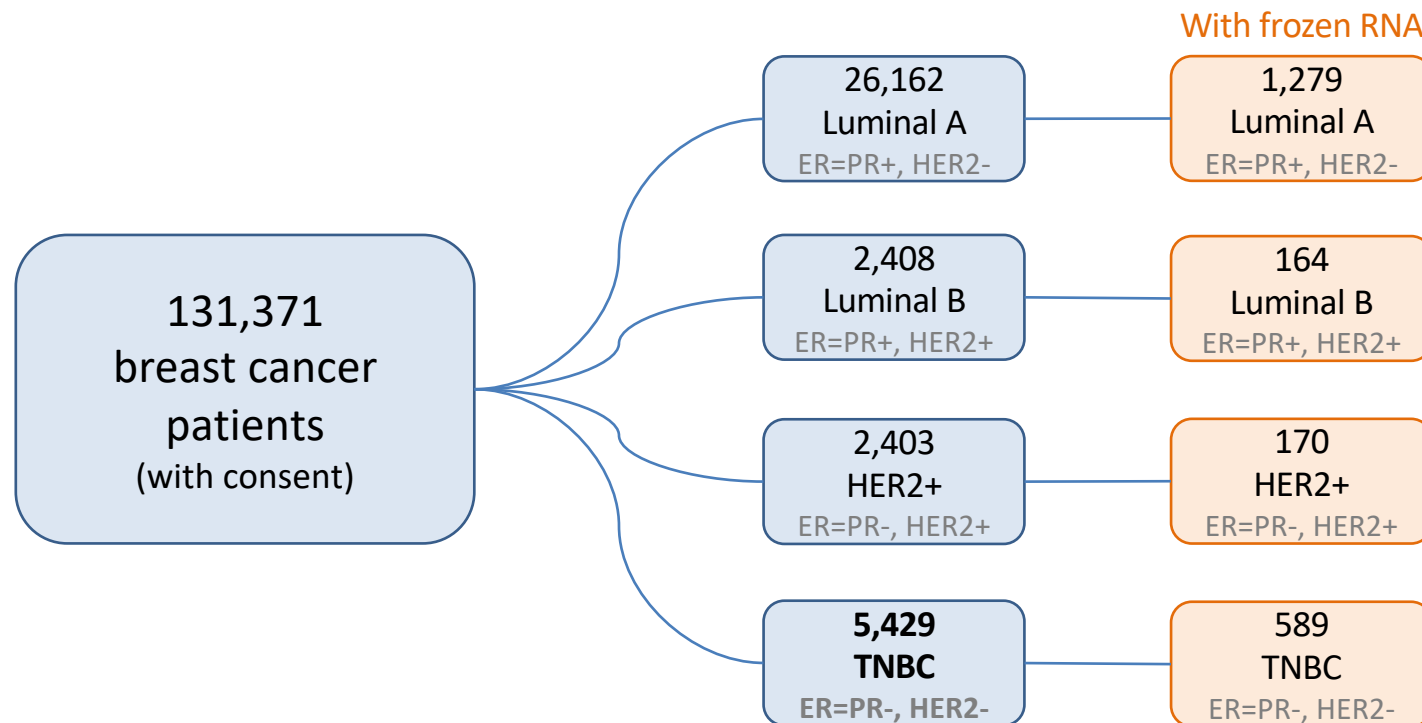 With frozen RNA
131,371
breast cancer
patients
(with consent)
26,162
Luminal A
ER=PR+, HER2-
1,279
Luminal A
ER=PR+, HER2-
2,408
Luminal B
ER=PR+, HER2+
164
Luminal B
ER=PR+, HER2+
2,403
HER2+
ER=PR-, HER2+
170
HER2+
ER=PR-, HER2+
5,429
TNBC
ER=PR-, HER2-
589
TNBC
ER=PR-, HER2-